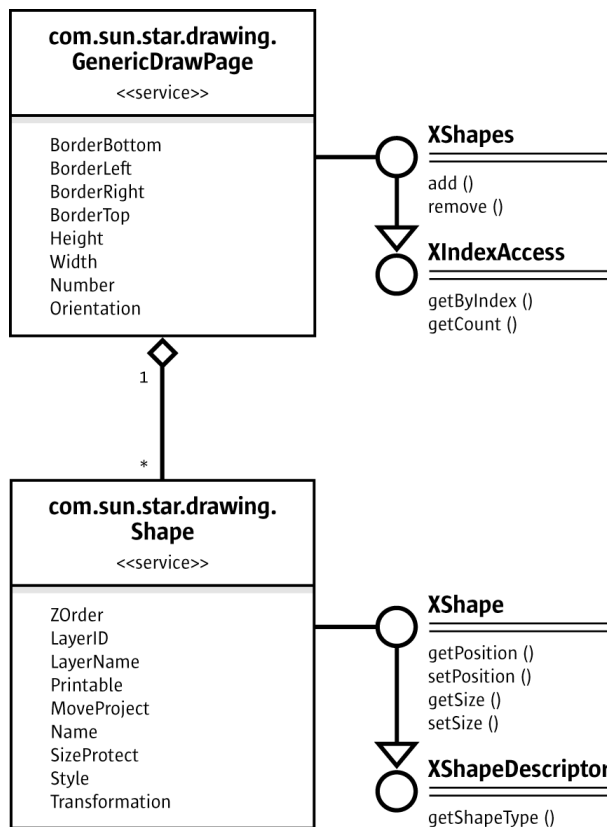 com.sun.star.drawing.
GenericDrawPage
<<service>>
BorderBottom
BorderLeft
BorderRight
BorderTop
Height
Width
Number
Orientation
XShapes
add ()
remove ()
XIndexAccess
getByIndex ()
getCount ()
1
*
com.sun.star.drawing.
Shape
<<service>>
ZOrder
LayerID
LayerName
Printable
MoveProject
Name
SizeProtect
Style
Transformation
XShape
getPosition ()
setPosition ()
getSize ()
setSize ()
XShapeDescriptor
getShapeType ()